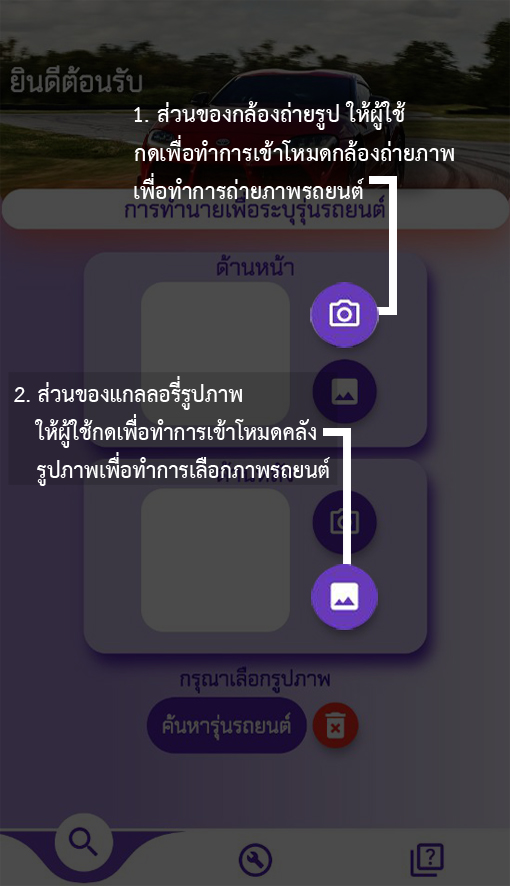 ยินดีต้อนรับ
1. ส่วนของกล้องถ่ายรูป ให้ผู้ใช้
กดเพื่อทำการเข้าโหมดกล้องถ่ายภาพ
เพื่อทำการถ่ายภาพรถยนต์
การทำนายเพื่อระบุรุ่นรถยนต์
ด้านหน้า
2. ส่วนของแกลลอรี่รูปภาพ
ให้ผู้ใช้กดเพื่อทำการเข้าโหมดคลัง
รูปภาพเพื่อทำการเลือกภาพรถยนต์
กรุณาเลือกรูปภาพ
ค้นหารุ่นรถยนต์